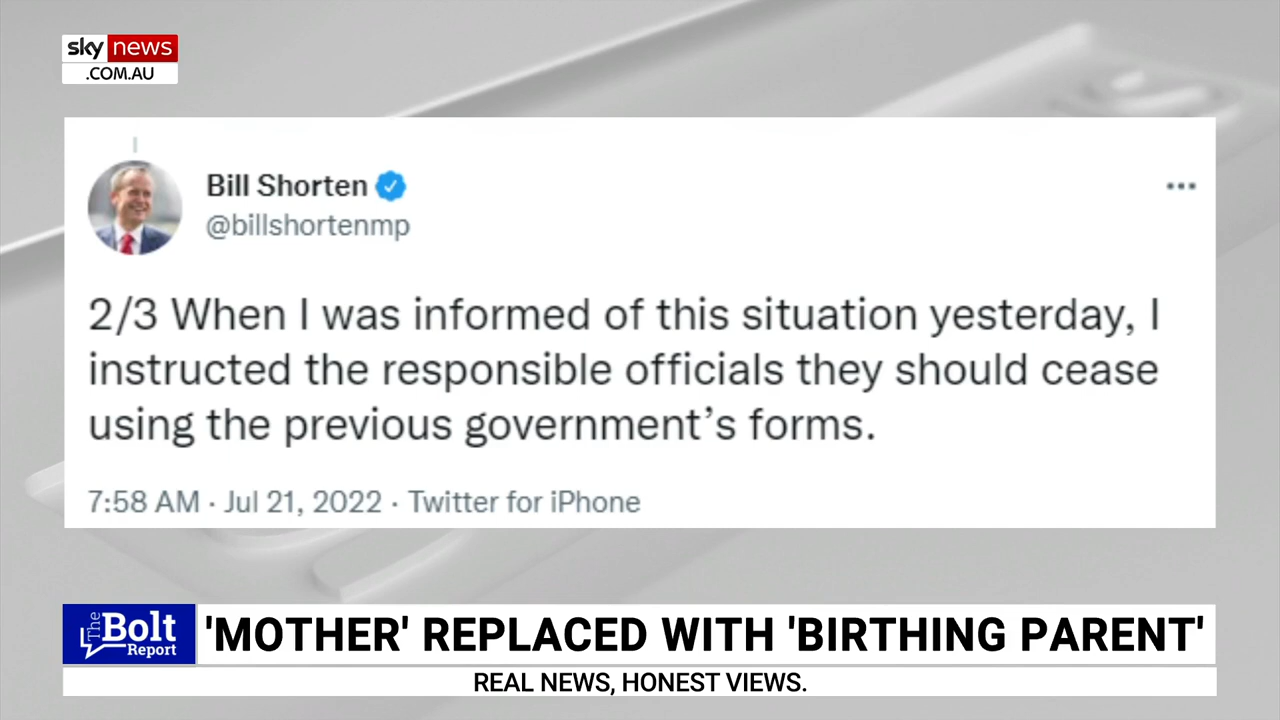 sky news
.COM.AU
Bill Shorten
@billshortenmp
2/3 When I was informed of this situation yesterday, I
instructed the responsible officials they should cease
using the previous government’s forms.
7:58 AM · Jul 21, 2022 · Twitter for iPhone
The Bolt Report
'MOTHER' REPLACED WITH 'BIRTHING PARENT'
REAL NEWS, HONEST VIEWS.